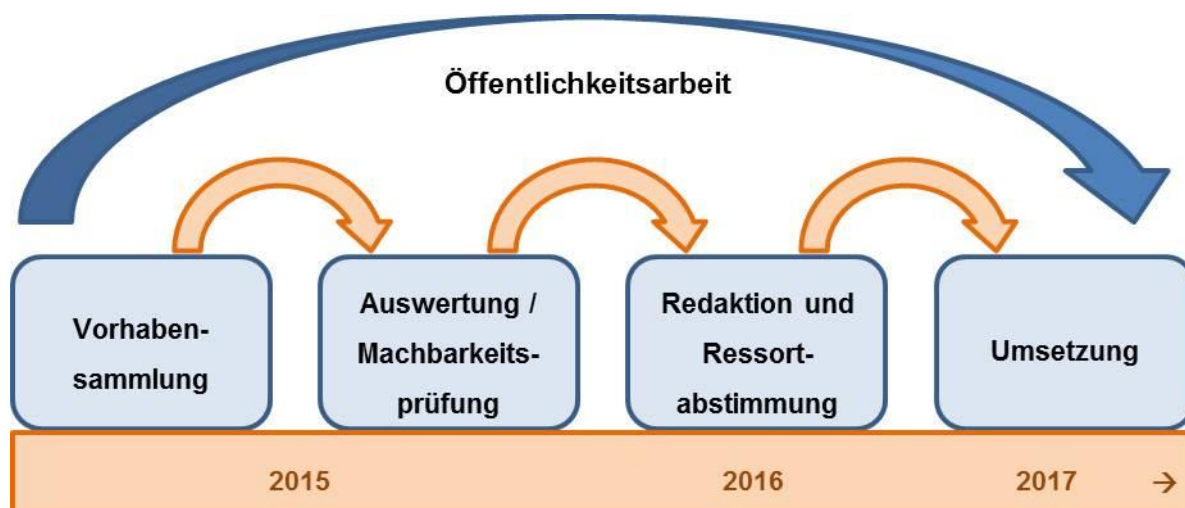 Öffentlichkeitsarbeit
Vorhaben-
sammlung
Auswertung /
Machbarkeits-
prüfung
Redaktion und
Ressort-
abstimmung
Umsetzung
2015 2016 2017 →